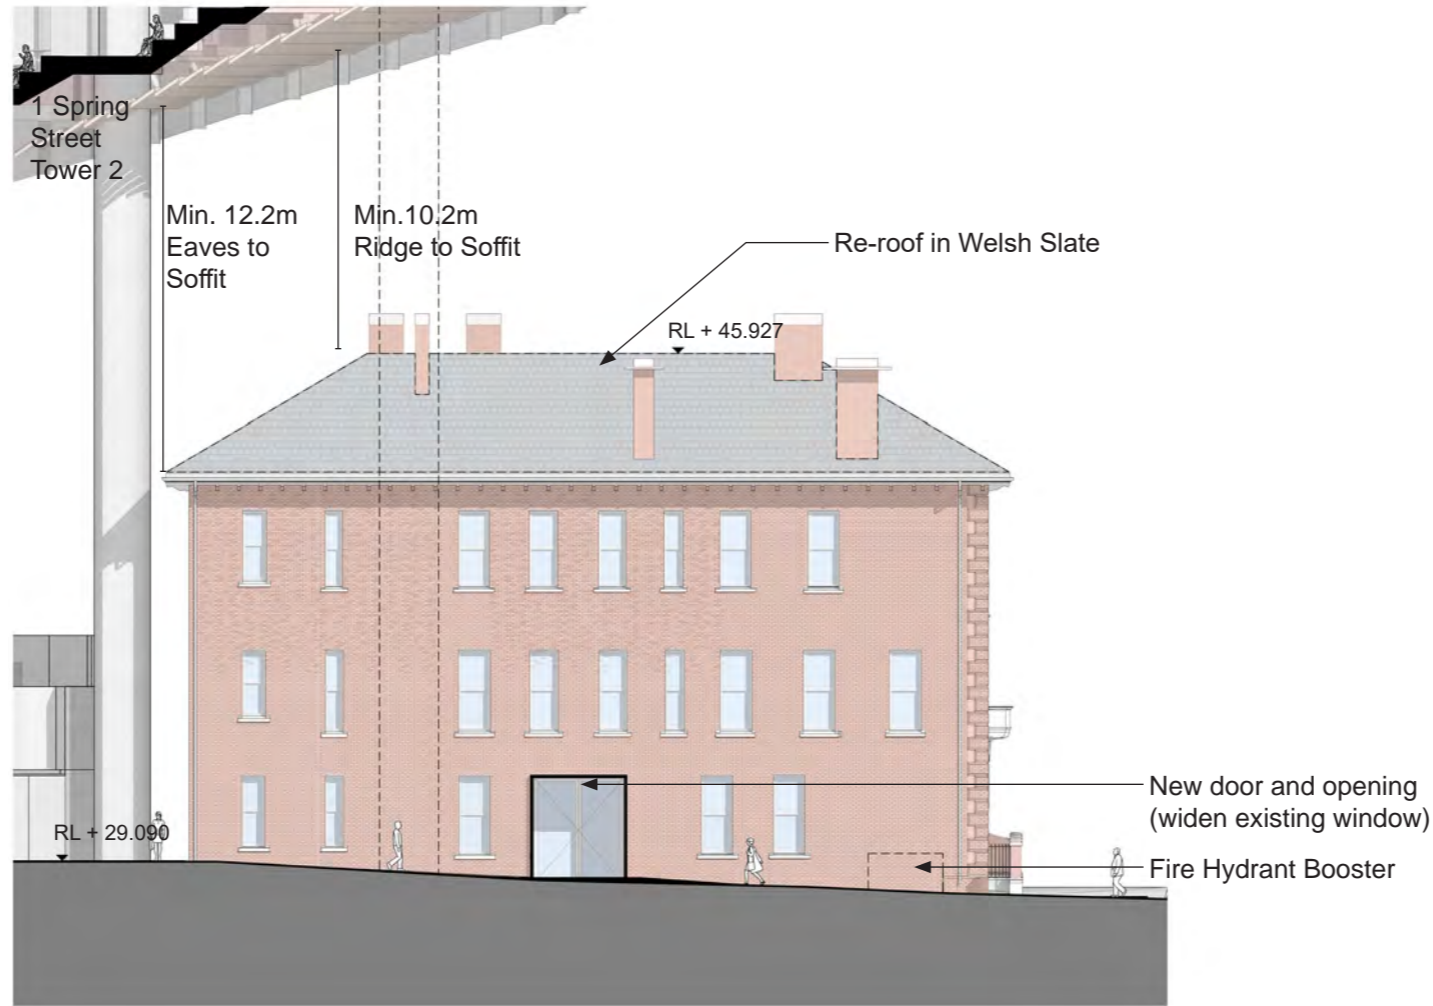 1 Spring
Street
Tower 2
Min. 12.2m
Eaves to
Soffit
Min.10.2m
Ridge to Soffit
Re-roof in Welsh Slate
RL + 45.927
New door and opening
(widen existing window)
RL + 29.090
Fire Hydrant Booster